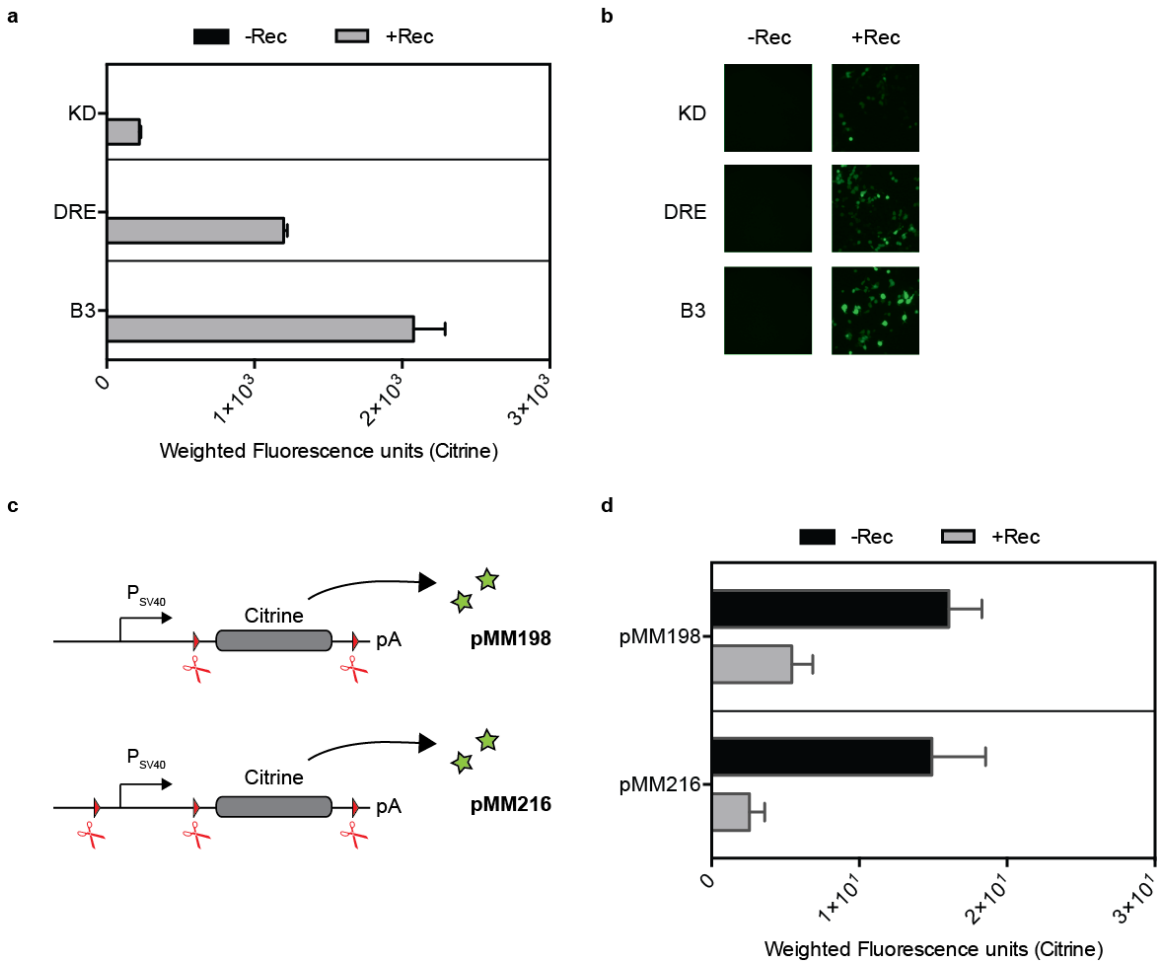 a
-Rec +Rec
KD
DRE
B3
0 1×10³ 2×10³ 3×10³
Weighted Fluorescence units (Citrine)
b
-Rec +Rec
KD
DRE
B3
c
PSV40
Citrine
pA
pMM198
PSV40
Citrine
pA
pMM216
d
-Rec +Rec
pMM198
pMM216
0 1×10¹ 2×10¹ 3×10¹
Weighted Fluorescence units (Citrine)